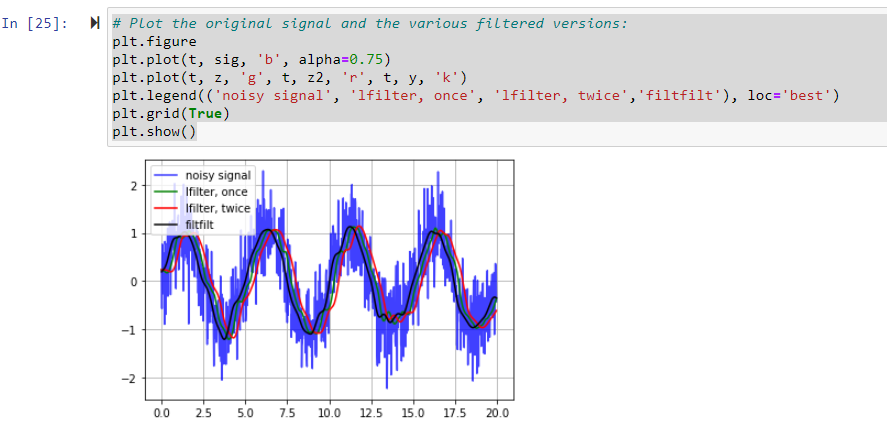 In [25]:
# Plot the original signal and the various filtered versions:
plt.figure
plt.plot(t, sig, 'b', alpha=0.75)
plt.plot(t, z, 'g', t, z2, 'r', t, y, 'k')
plt.legend(('noisy signal', 'lfilter, once', 'lfilter, twice','filtfilt'), loc='best')
plt.grid(True)
plt.show()
noisy signal
lfilter, once
lfilter, twice
filtfilt
2
1
0
−1
−2
0.0 2.5 5.0 7.5 10.0 12.5 15.0 17.5 20.0